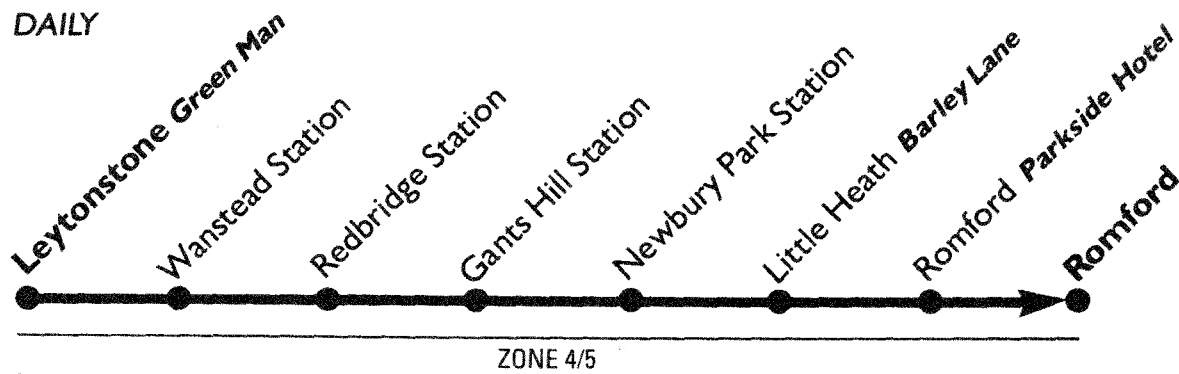 DAILY
Leytonstone Green Man
Wanstead Station
Redbridge Station
Gants Hill Station
Newbury Park Station
Little Heath Barley Lane
Romford Parkside Hotel
Romford
ZONE 4/5